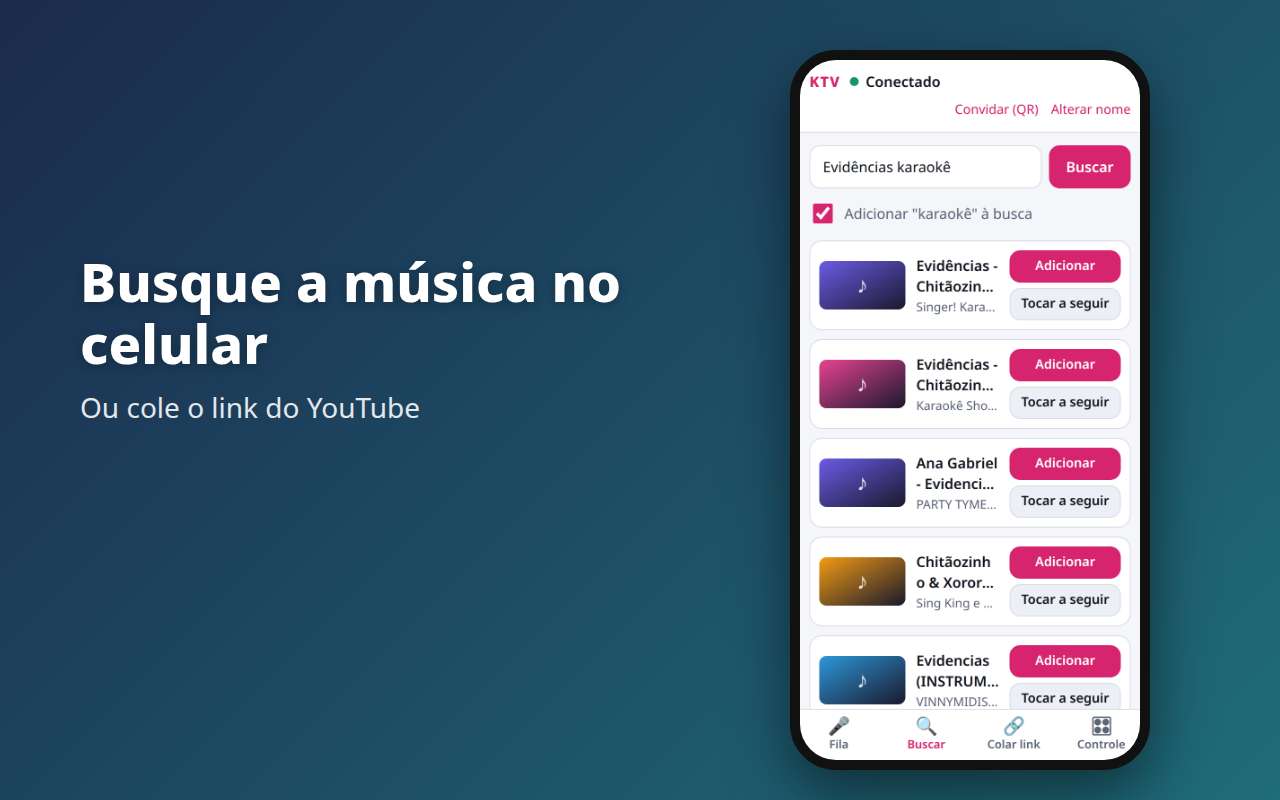 Busque a música no
celular
Ou cole o link do YouTube
KTV
Conectado
Convidar (QR)
Alterar nome
Evidências karaokê
Buscar
Adicionar "karaokê" à busca
Evidências -
Chitãozin...
Singer! Kara...
Adicionar
Tocar a seguir
Evidências -
Chitãozin...
Karaokê Sho...
Adicionar
Tocar a seguir
Ana Gabriel
- Evidenci...
PARTY TYME...
Adicionar
Tocar a seguir
Chitãozinh
o & Xoror...
Sing King e ...
Adicionar
Tocar a seguir
Evidencias
(INSTRUM...
VINNYMIDIS...
Adicionar
Tocar a seguir
Fila
Buscar
Colar link
Controle